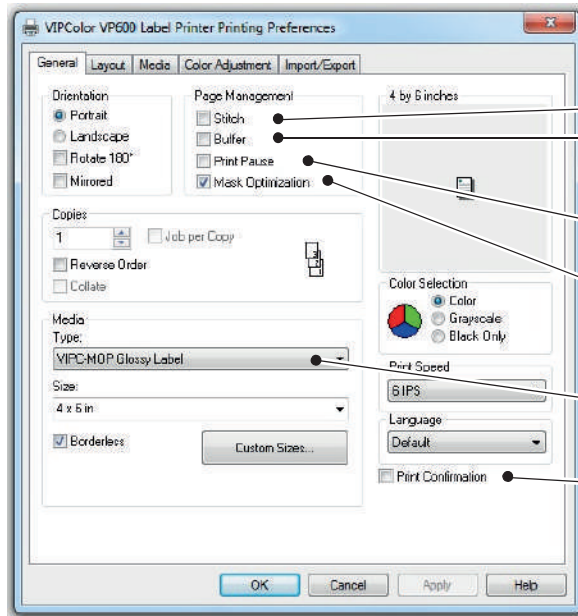 VIPColor VP600 Label Printer Printing Preferences
General Layout Media Color Adjustment Import/Export
Orientation
Portrait
Landscape
Rotate 180°
Mirrored
Page Management
Stitch
Buffer
Print Pause
Mask Optimization
4 by 6 inches
Copies
1
Job per Copy
Reverse Order
Collate
3
2
1
Color Selection
Color
Grayscale
Black Only
Media
Type:
VIPC-MOP Glossy Label
Size:
4 x 6 in
Borderless
Custom Sizes...
Print Speed
6 IPS
Language
Default
Print Confirmation
OK Cancel Apply Help